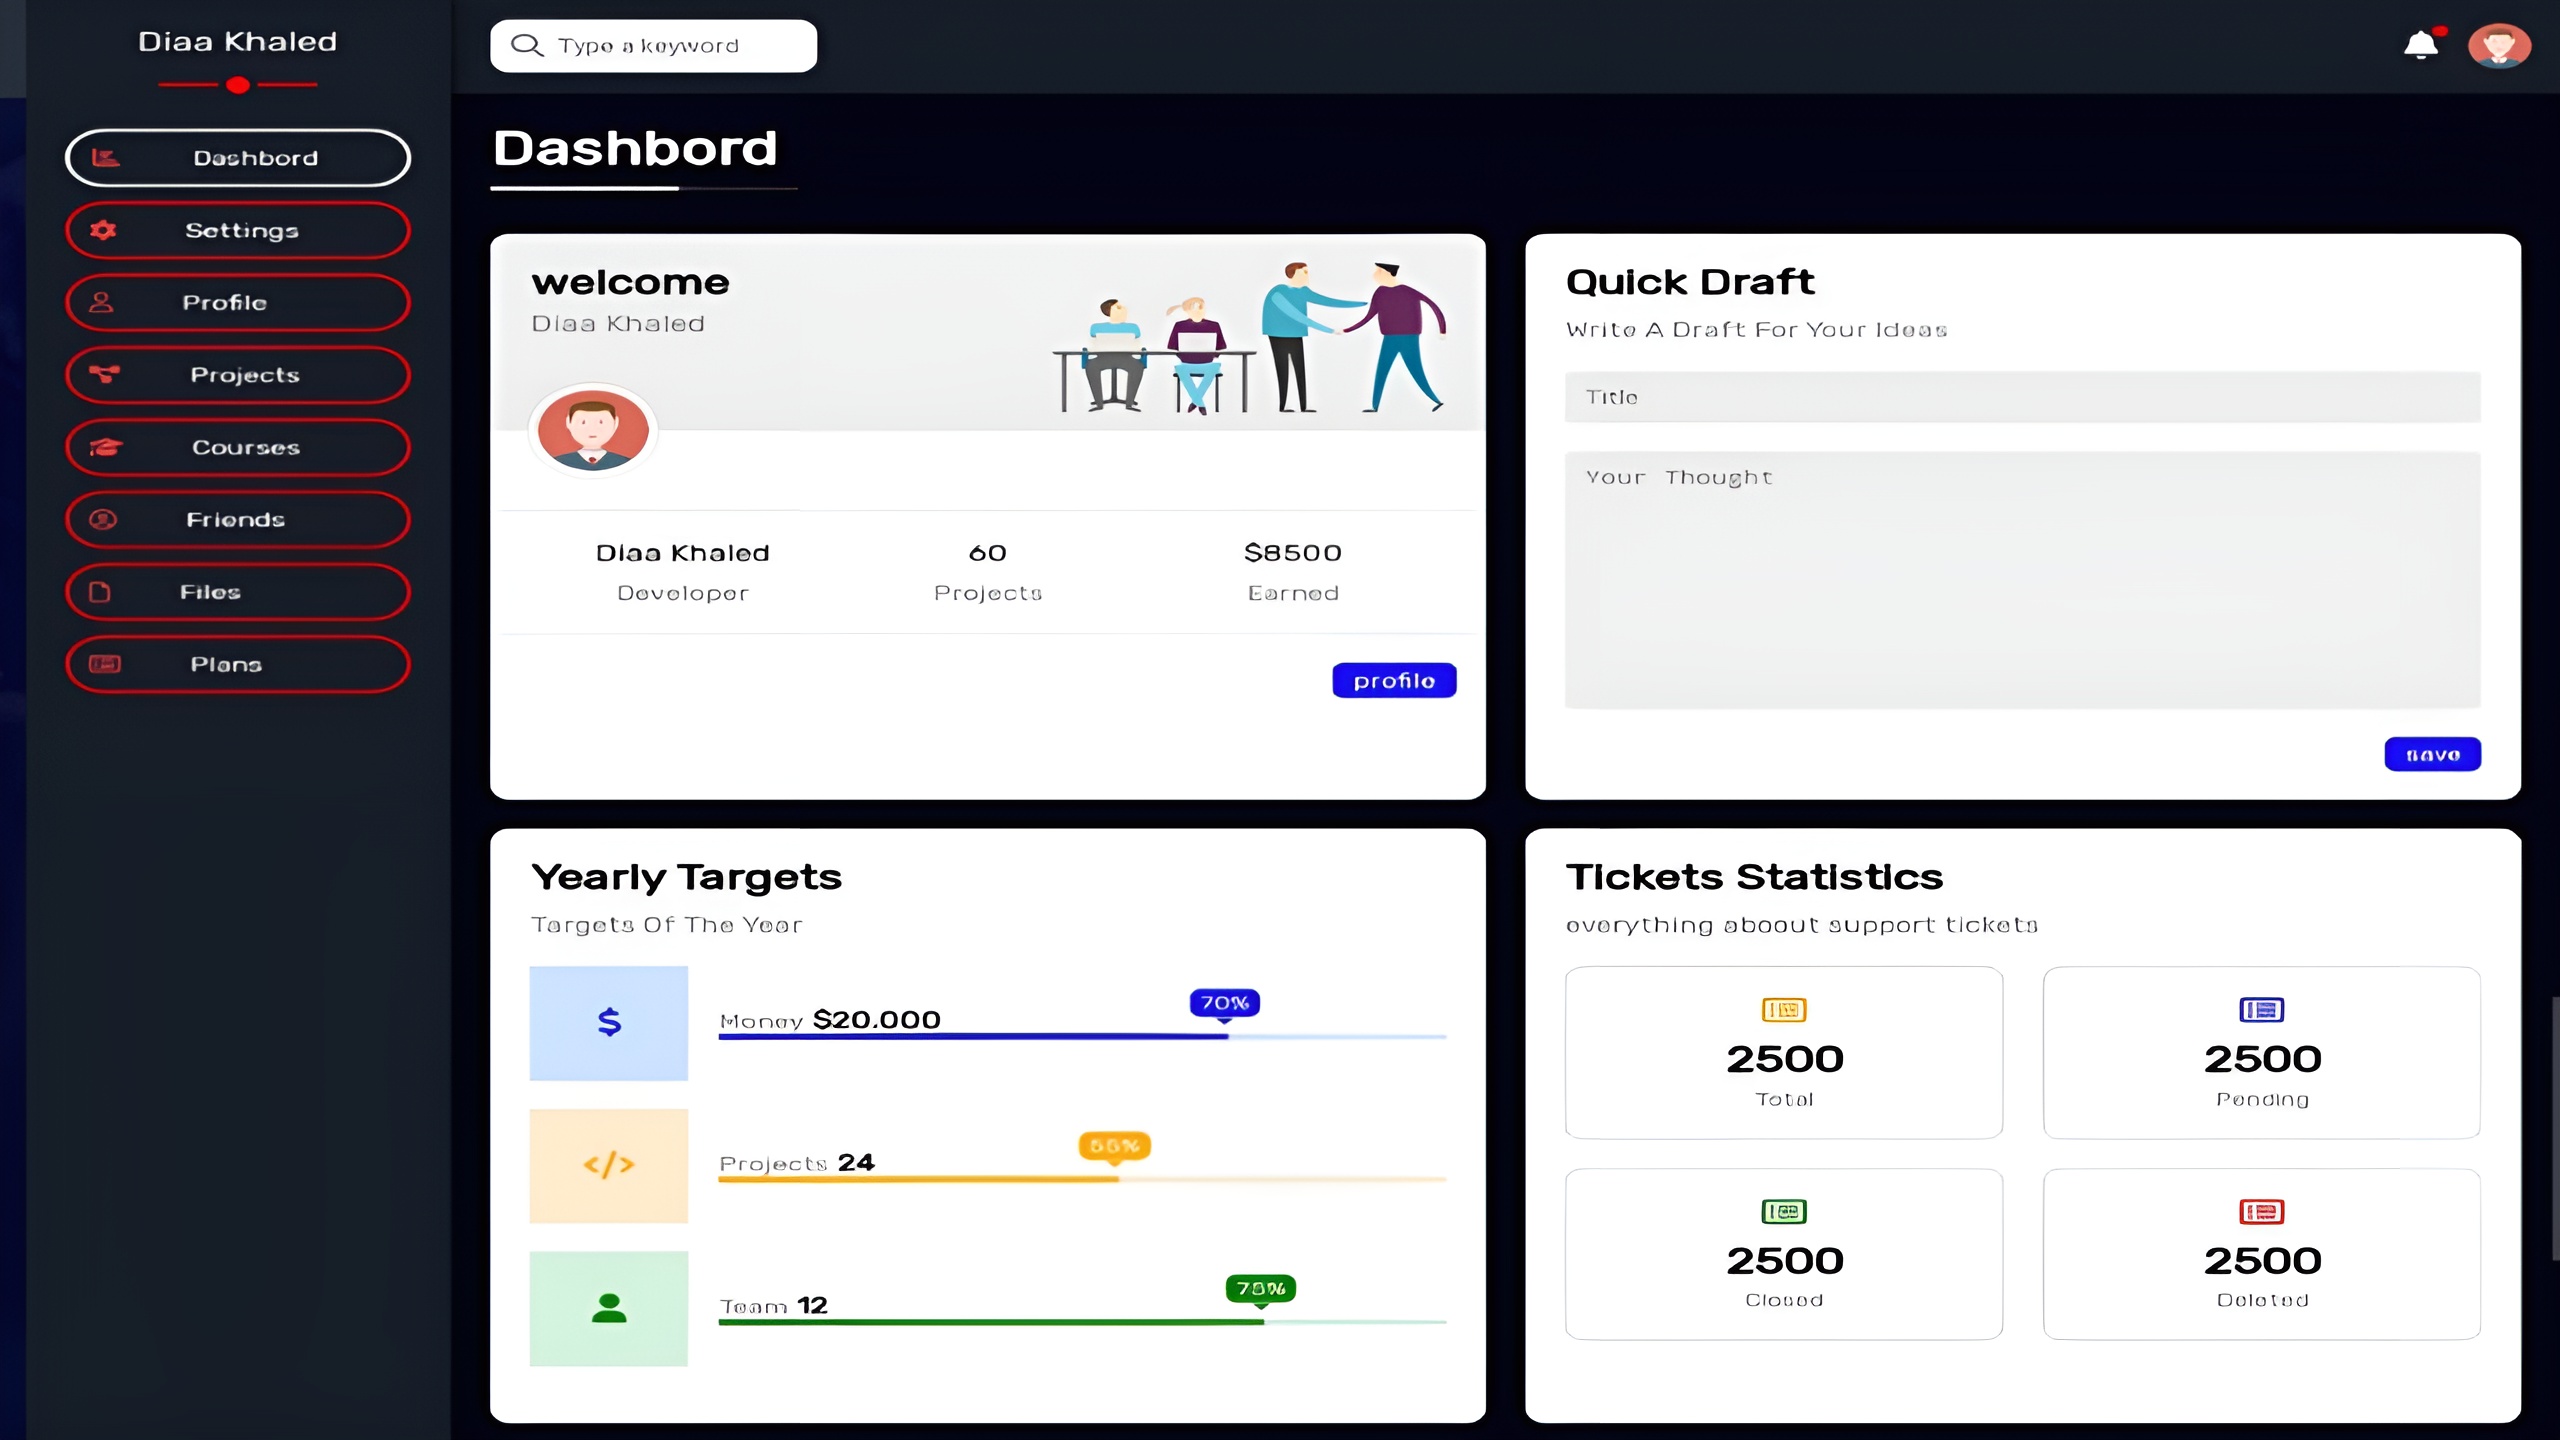 Diaa Khaled
Dashbord
Settings
Profile
Projects
Courses
Friends
Files
Plans
Type a keyword
Dashbord
welcome
Diaa Khaled
Diaa Khaled
Developer
60
Projects
$8500
Earned
profile
Quick Draft
Write A Draft For Your Ideas
Title
Your Thought
save
Yearly Targets
Targets Of The Year
$
Money $20.000
70%
</>
Projects 24
55%
Team 12
75%
Tickets Statistics
everything aboout support tickets
2500
Total
2500
Pending
2500
Closed
2500
Deleted